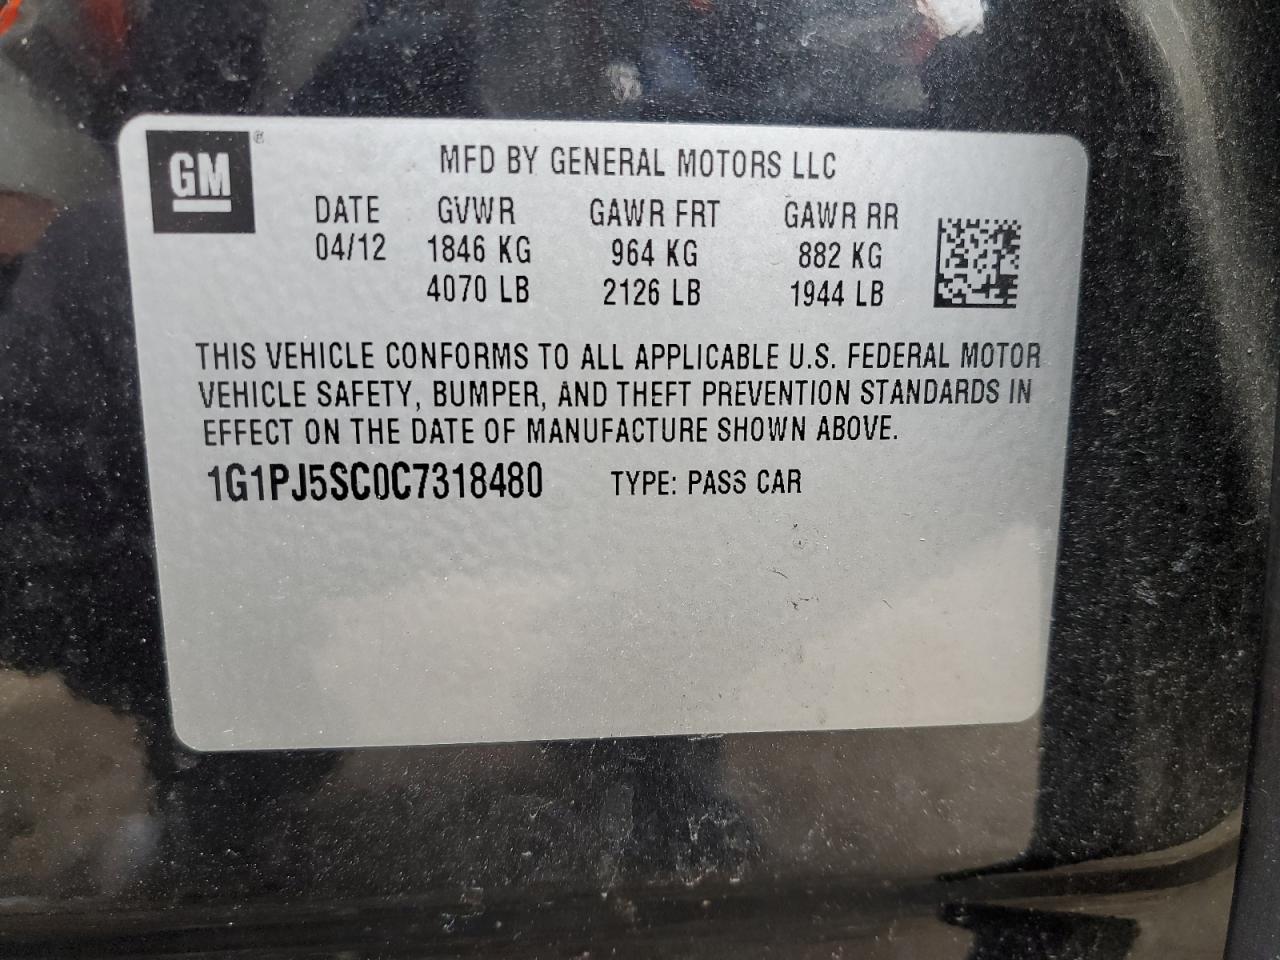 GM®
MFD BY GENERAL MOTORS LLC
DATE GVWR GAWR FRT GAWR RR
04/12 1846 KG 964 KG 882 KG
4070 LB 2126 LB 1944 LB
THIS VEHICLE CONFORMS TO ALL APPLICABLE U.S. FEDERAL MOTOR
VEHICLE SAFETY, BUMPER, AND THEFT PREVENTION STANDARDS IN
EFFECT ON THE DATE OF MANUFACTURE SHOWN ABOVE.
1G1PJ5SC0C7318480 TYPE: PASS CAR